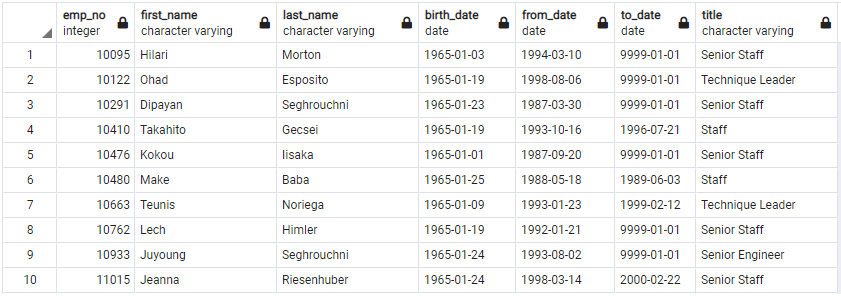 emp_no first_name last_name birth_date from_date to_date title
integer character varying character varying date date date character varying
1 10095 Hilari Morton 1965-01-03 1994-03-10 9999-01-01 Senior Staff
2 10122 Ohad Esposito 1965-01-19 1998-08-06 9999-01-01 Technique Leader
3 10291 Dipayan Seghrouchni 1965-01-23 1987-03-30 9999-01-01 Senior Staff
4 10410 Takahito Gecsei 1965-01-19 1993-10-16 1996-07-21 Staff
5 10476 Kokou Iisaka 1965-01-01 1987-09-20 9999-01-01 Senior Staff
6 10480 Make Baba 1965-01-25 1988-05-18 1989-06-03 Staff
7 10663 Teunis Noriega 1965-01-09 1993-01-23 1999-02-12 Technique Leader
8 10762 Lech Himler 1965-01-19 1992-01-21 9999-01-01 Senior Staff
9 10933 Juyoung Seghrouchni 1965-01-24 1993-08-02 9999-01-01 Senior Engineer
10 11015 Jeanna Riesenhuber 1965-01-24 1998-03-14 2000-02-22 Senior Staff